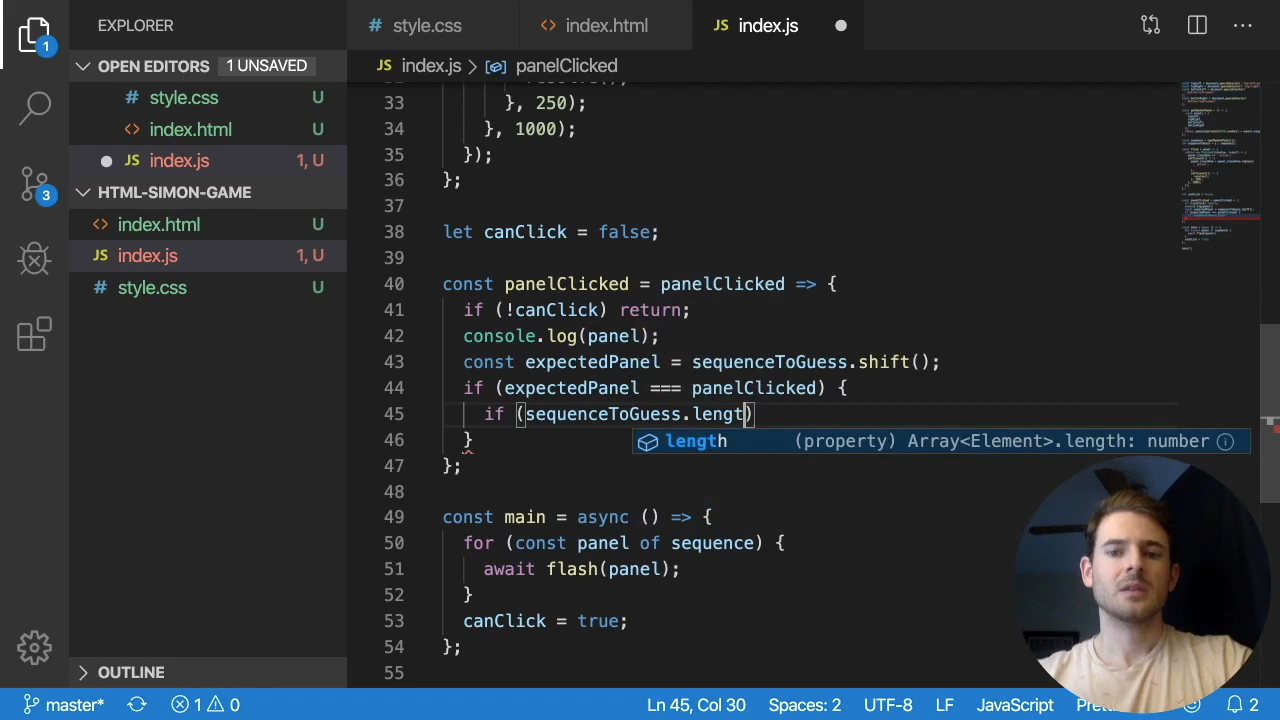 EXPLORER
# style.css
<> index.html
JS index.js
OPEN EDITORS 1 UNSAVED
JS index.js > panelClicked
1
# style.css U
<> index.html U
JS index.js 1, U
HTML-SIMON-GAME
3
<> index.html U
JS index.js 1, U
# style.css U
33 }, 250);
34 }, 1000);
35 });
36 };
37
38 let canClick = false;
39
40 const panelClicked = panelClicked => {
41 if (!canClick) return;
42 console.log(panel);
43 const expectedPanel = sequenceToGuess.shift();
44 if (expectedPanel === panelClicked) {
45 if (sequenceToGuess.lengt)
length (property) Array<Element>.length: number
46 }
47 };
48
49 const main = async () => {
50 for (const panel of sequence) {
51 await flash(panel);
52 }
53 canClick = true;
54 };
55
OUTLINE
master* 1 0 Ln 45, Col 30 Spaces: 2 UTF-8 LF JavaScript 2